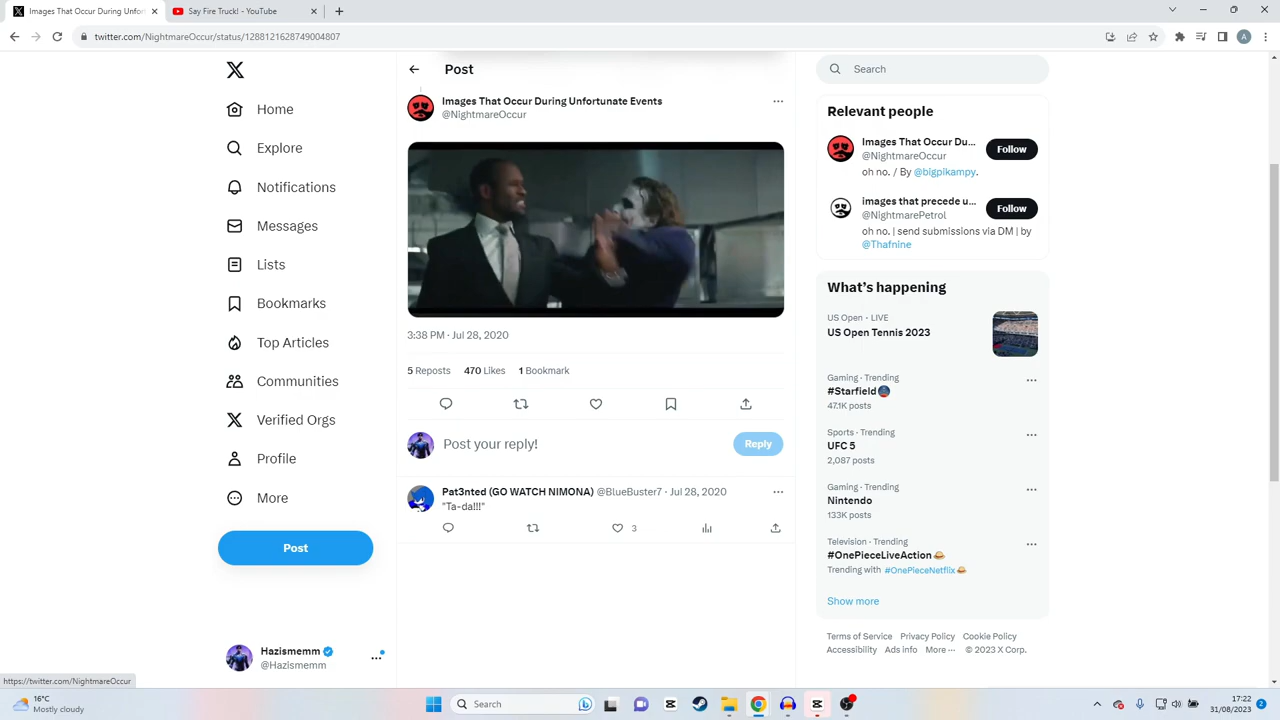 Images That Occur During Unfor
Say Fire Truck! - YouTube
twitter.com/NightmareOccur/status/1288121628749004807
A
Home
Explore
Notifications
Messages
Lists
Bookmarks
Top Articles
Communities
Verified Orgs
Profile
More
Post
Hazismemm
@Hazismemm
Post
Images That Occur During Unfortunate Events
@NightmareOccur
3:38 PM · Jul 28, 2020
5 Reposts 470 Likes 1 Bookmark
Post your reply!
Reply
Pat3nted (GO WATCH NIMONA) @BlueBuster7 · Jul 28, 2020
"Ta-da!!!"
3
Search
Relevant people
Images That Occur Du...
@NightmareOccur
Follow
oh no. / By @bigpikampy.
images that precede u...
@NightmarePetrol
Follow
oh no. | send submissions via DM | by
@Thafnine
What's happening
US Open · LIVE
US Open Tennis 2023
Gaming · Trending
#Starfield
47.1K posts
Sports · Trending
UFC 5
2,087 posts
Gaming · Trending
Nintendo
133K posts
Television · Trending
#OnePieceLiveAction
Trending with #OnePieceNetflix
Show more
Terms of Service Privacy Policy Cookie Policy
Accessibility Ads info More ··· © 2023 X Corp.
https://twitter.com/NightmareOccur
16°C
Mostly cloudy
Search
17:22
31/08/2023
2